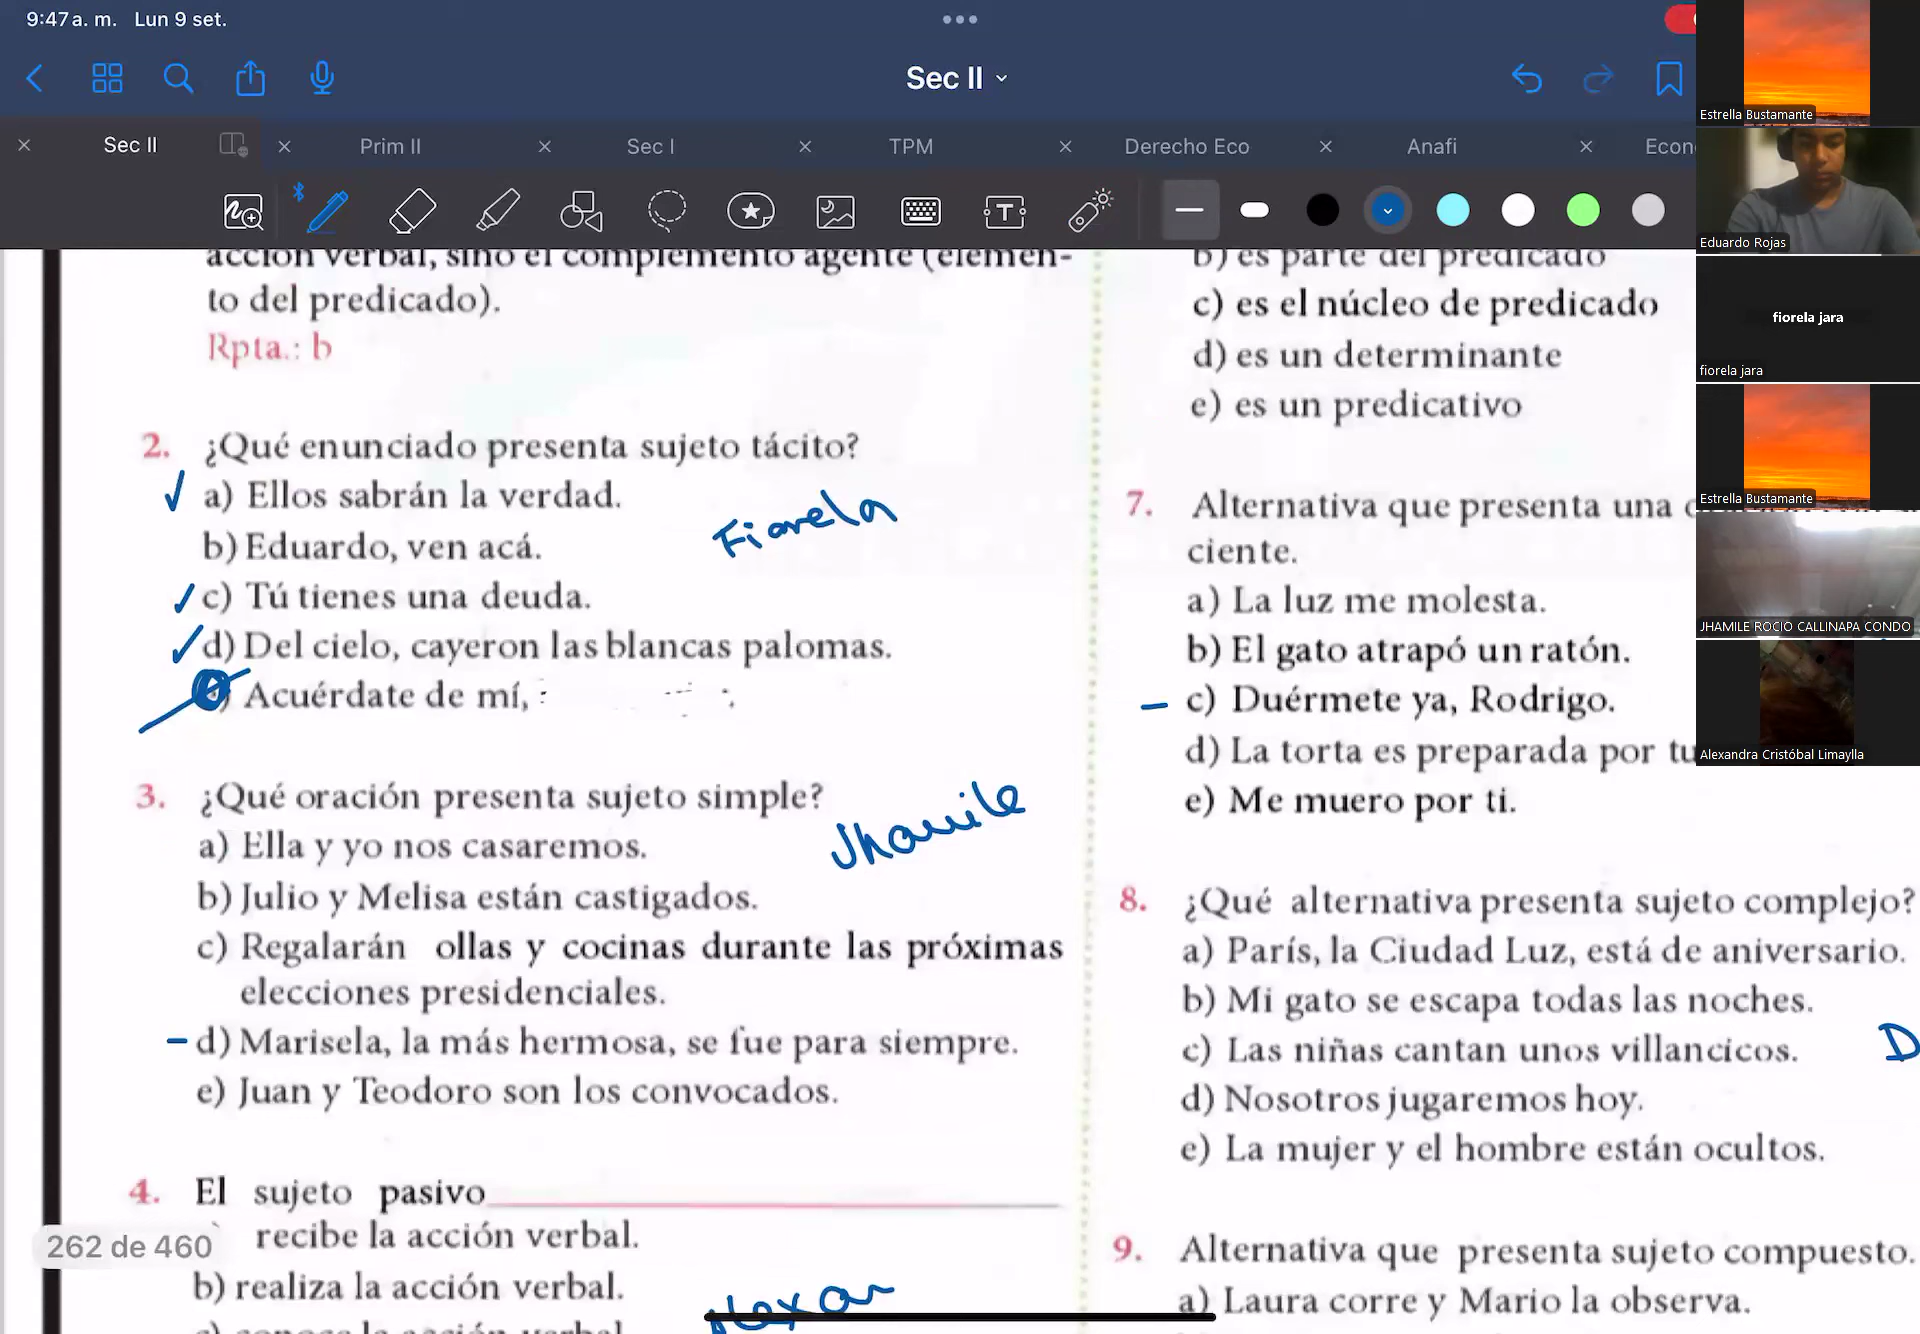 9:47 a. m. Lun 9 set.
Sec II
Sec II
Prim II
Sec I
TPM
Derecho Eco
Anafi
Econ
acción verbal, sino el complemento agente (elemen-
to del predicado).
Rpta.: b
2. ¿Qué enunciado presenta sujeto tácito?
a) Ellos sabrán la verdad.
b) Eduardo, ven acá.
c) Tú tienes una deuda.
d) Del cielo, cayeron las blancas palomas.
Acuérdate de mí,
Fiorela
3. ¿Qué oración presenta sujeto simple?
a) Ella y yo nos casaremos.
b) Julio y Melisa están castigados.
c) Regalarán ollas y cocinas durante las próximas
elecciones presidenciales.
d) Marisela, la más hermosa, se fue para siempre.
e) Juan y Teodoro son los convocados.
Jhamile
4. El sujeto pasivo
recibe la acción verbal.
b) realiza la acción verbal.
262 de 460
b) es parte del predicado
c) es el núcleo de predicado
d) es un determinante
e) es un predicativo
7. Alternativa que presenta una
ciente.
a) La luz me molesta.
b) El gato atrapó un ratón.
c) Duérmete ya, Rodrigo.
d) La torta es preparada por tu
e) Me muero por ti.
8. ¿Qué alternativa presenta sujeto complejo?
a) París, la Ciudad Luz, está de aniversario.
b) Mi gato se escapa todas las noches.
c) Las niñas cantan unos villancicos.
d) Nosotros jugaremos hoy.
e) La mujer y el hombre están ocultos.
D
9. Alternativa que presenta sujeto compuesto.
a) Laura corre y Mario la observa.
Estrella Bustamante
Eduardo Rojas
fiorela jara
fiorela jara
Estrella Bustamante
JHAMILE ROCIO CALLINAPA CONDO
Alexandra Cristóbal Limaylla